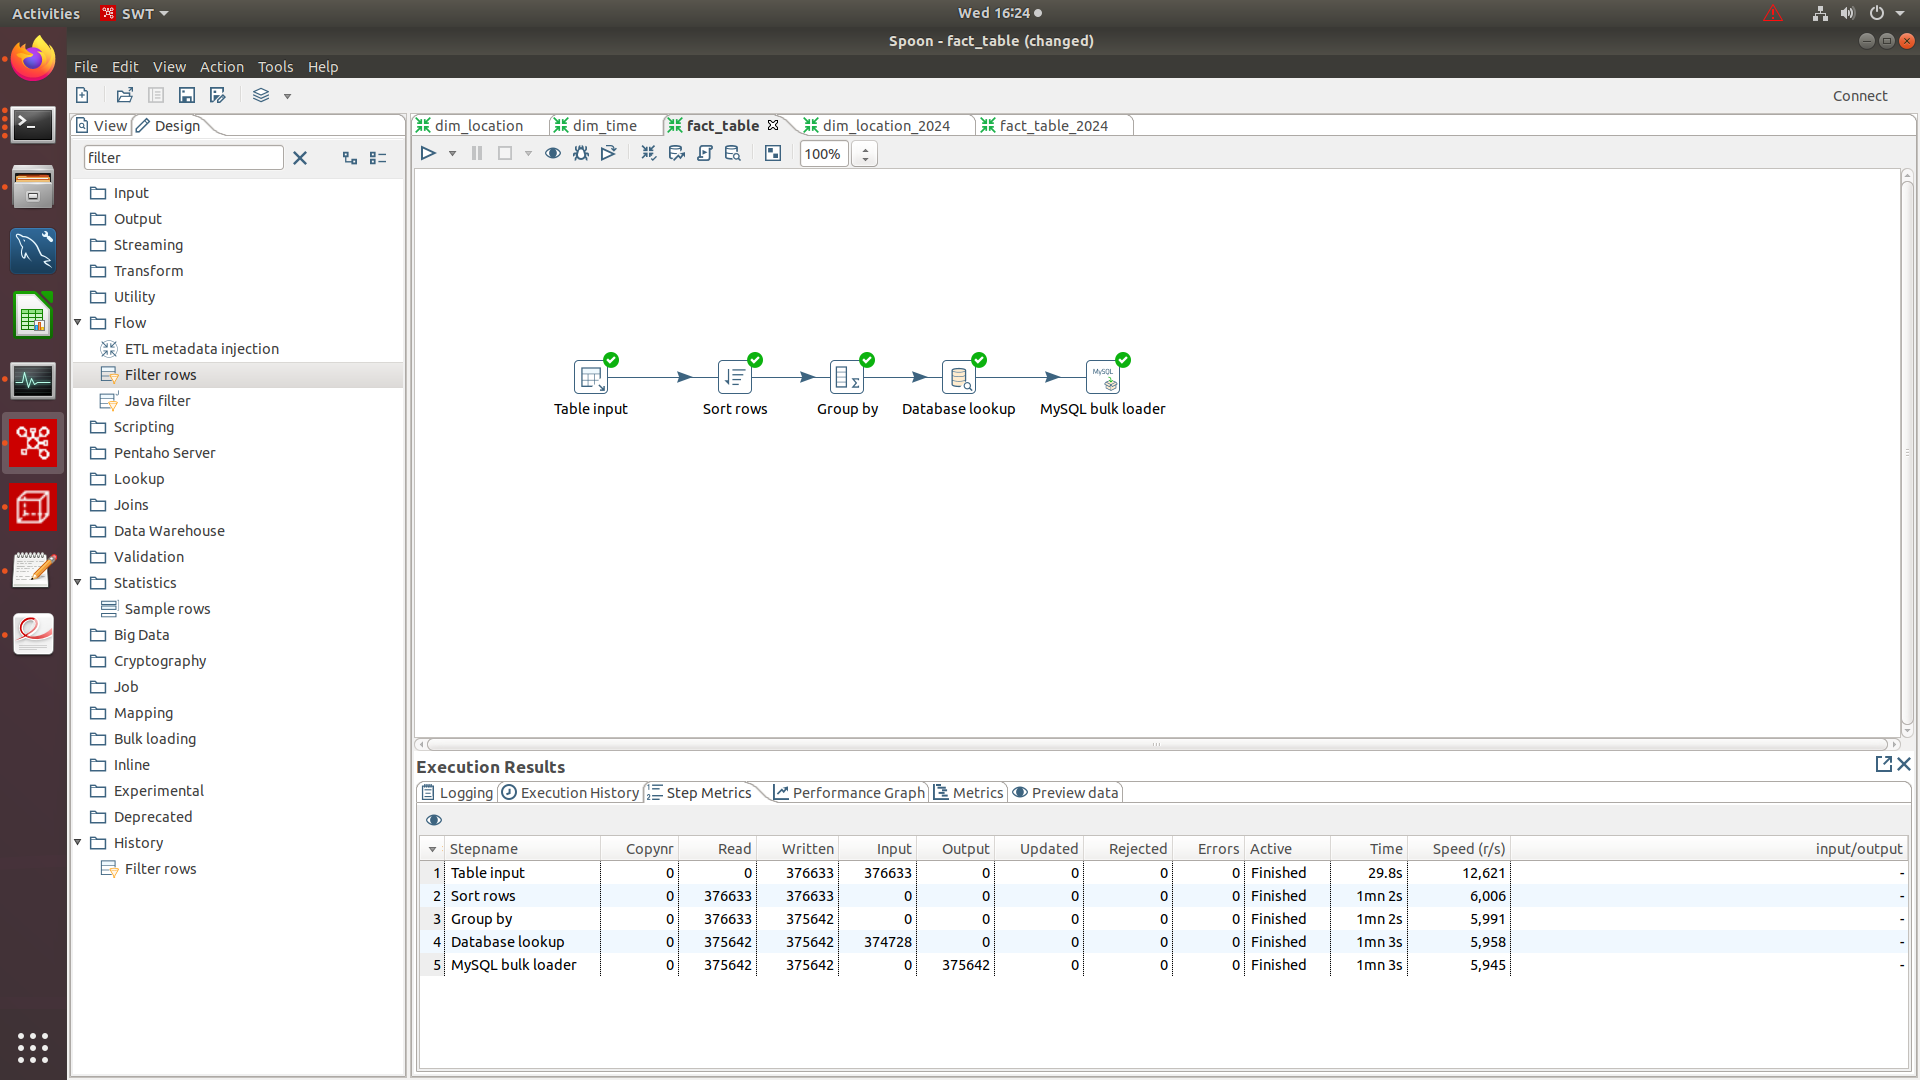 Activities SWT Wed 16:24
Spoon - fact_table (changed)
File Edit View Action Tools Help
Connect
View Design
dim_location dim_time fact_table dim_location_2024 fact_table_2024
filter
100%
Input
Output
Streaming
Transform
Utility
Flow
ETL metadata injection
Filter rows
Java filter
Scripting
Pentaho Server
Lookup
Joins
Data Warehouse
Validation
Statistics
Sample rows
Big Data
Cryptography
Job
Mapping
Bulk loading
Inline
Experimental
Deprecated
History
Filter rows
MySQL
Table input Sort rows Group by Database lookup MySQL bulk loader
Execution Results
Logging Execution History Step Metrics Performance Graph Metrics Preview data
Stepname Copynr Read Written Input Output Updated Rejected Errors Active Time Speed (r/s) input/output
1 Table input 0 0 376633 376633 0 0 0 0 Finished 29.8s 12,621 -
2 Sort rows 0 376633 376633 0 0 0 0 0 Finished 1mn 2s 6,006 -
3 Group by 0 376633 375642 0 0 0 0 0 Finished 1mn 2s 5,991 -
4 Database lookup 0 375642 375642 374728 0 0 0 0 Finished 1mn 3s 5,958 -
5 MySQL bulk loader 0 375642 375642 0 375642 0 0 0 Finished 1mn 3s 5,945 -